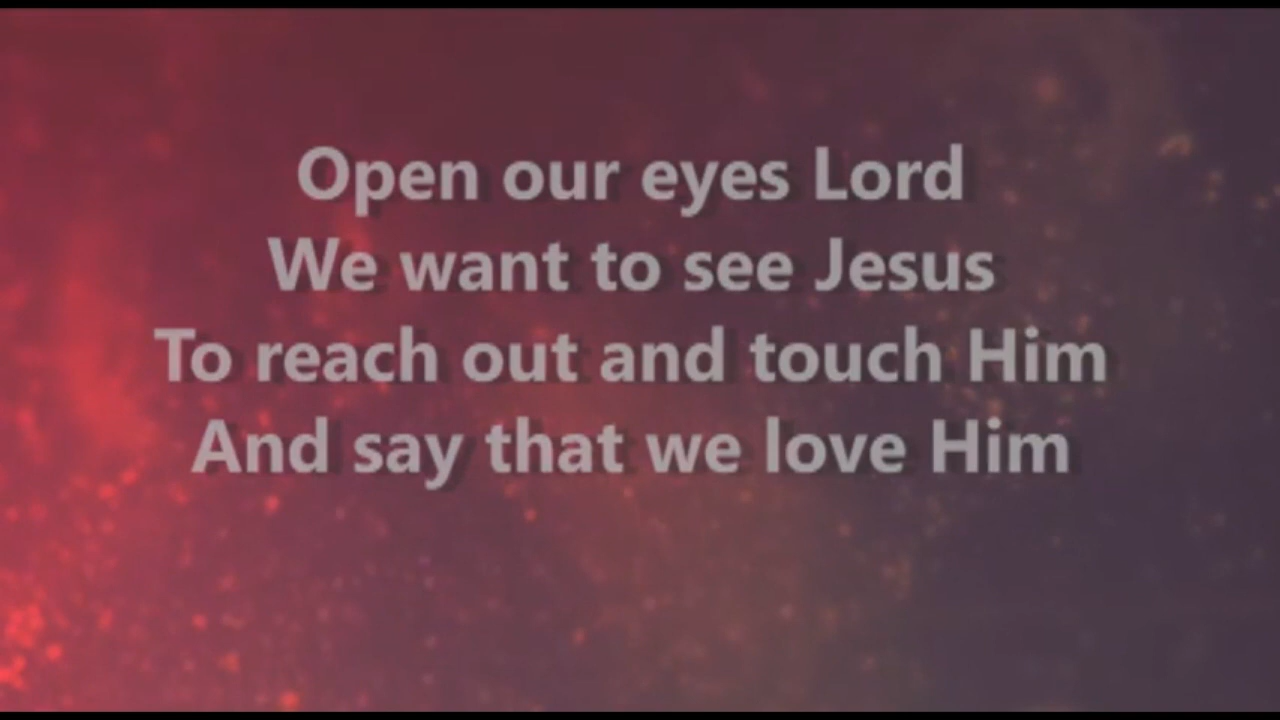 Open our eyes Lord
We want to see Jesus
To reach out and touch Him
And say that we love Him